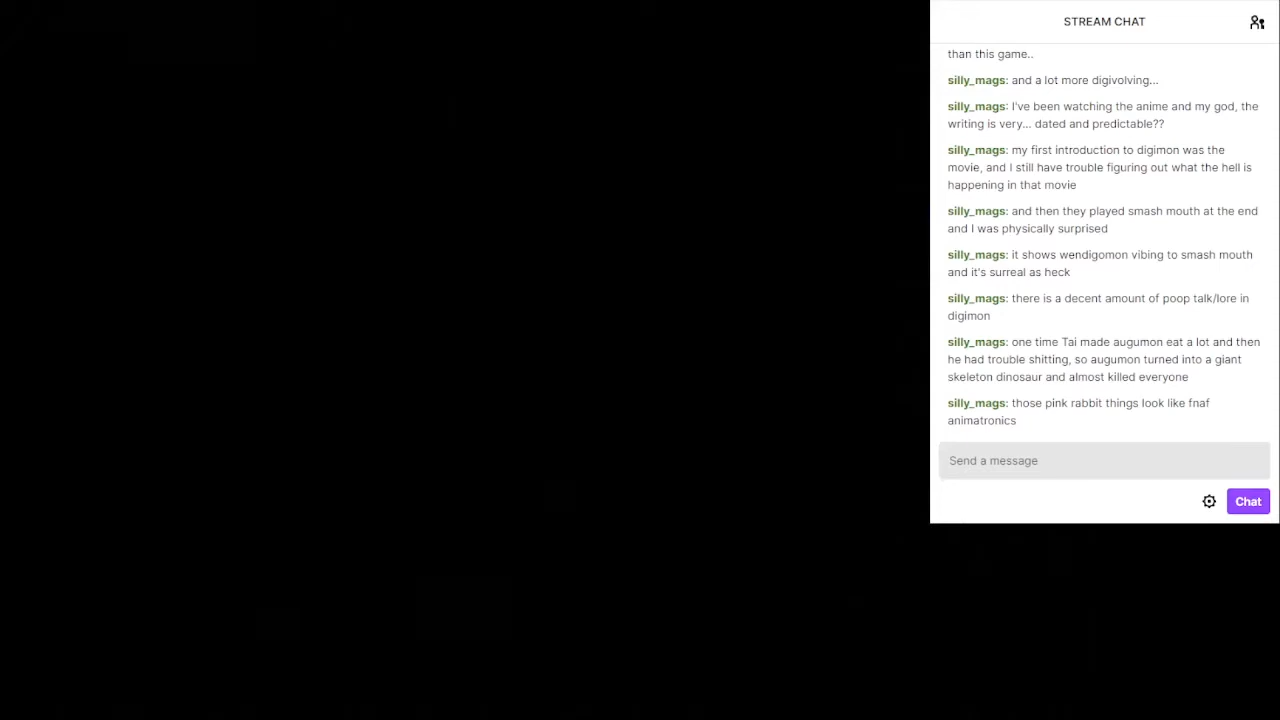 STREAM CHAT
than this game..
silly_mags: and a lot more digivolving...
silly_mags: I've been watching the anime and my god, the
writing is very... dated and predictable??
silly_mags: my first introduction to digimon was the
movie, and I still have trouble figuring out what the hell is
happening in that movie
silly_mags: and then they played smash mouth at the end
and I was physically surprised
silly_mags: it shows wendigomon vibing to smash mouth
and it's surreal as heck
silly_mags: there is a decent amount of poop talk/lore in
digimon
silly_mags: one time Tai made augumon eat a lot and then
he had trouble shitting, so augumon turned into a giant
skeleton dinosaur and almost killed everyone
silly_mags: those pink rabbit things look like fnaf
animatronics
Send a message
Chat